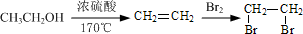 CH₃CH₂OH 浓硫酸 170℃ CH₂=CH₂ Br₂ CH₂—CH₂
Br Br